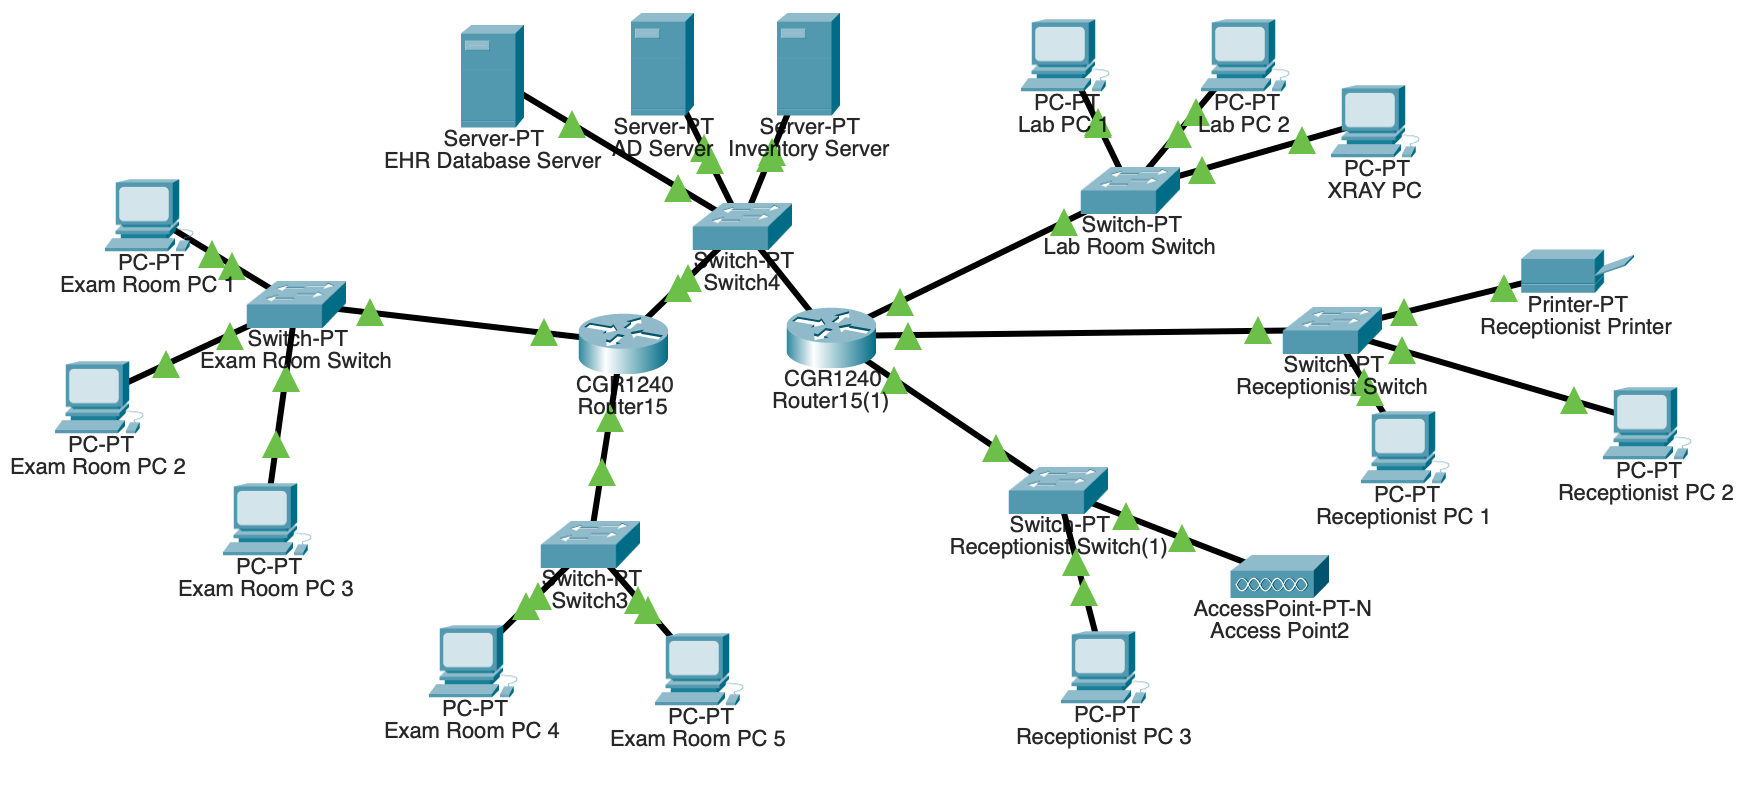 Server-PT
EHR Database Server
Server-PT
AD Server
Server-PT
Inventory Server
PC-PT
Lab PC 1
PC-PT
Lab PC 2
PC-PT
XRAY PC
Switch-PT
Lab Room Switch
Switch-PT
Switch4
PC-PT
Exam Room PC 1
Switch-PT
Exam Room Switch
PC-PT
Exam Room PC 2
PC-PT
Exam Room PC 3
CGR1240
Router15
CGR1240
Router15(1)
Printer-PT
Receptionist Printer
Switch-PT
Receptionist Switch
PC-PT
Receptionist PC 1
PC-PT
Receptionist PC 2
Switch-PT
Receptionist Switch(1)
AccessPoint-PT-N
Access Point2
Switch-PT
Switch3
PC-PT
Exam Room PC 4
PC-PT
Exam Room PC 5
PC-PT
Receptionist PC 3